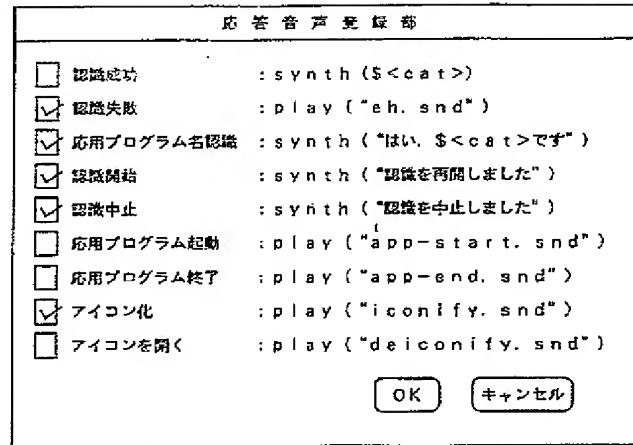 応答音声登録部
認識成功 :synth($<cat>)
認識失敗 :play("eh.snd")
応用プログラム名認識 :synth("はい、$<cat>です")
認識開始 :synth("認識を再開しました")
認識中止 :synth("認識を中止しました")
応用プログラム起動 :play("app-start.snd")
応用プログラム終了 :play("app-end.snd")
アイコン化 :play("iconify.snd")
アイコンを開く :play("deiconify.snd")
OK キャンセル